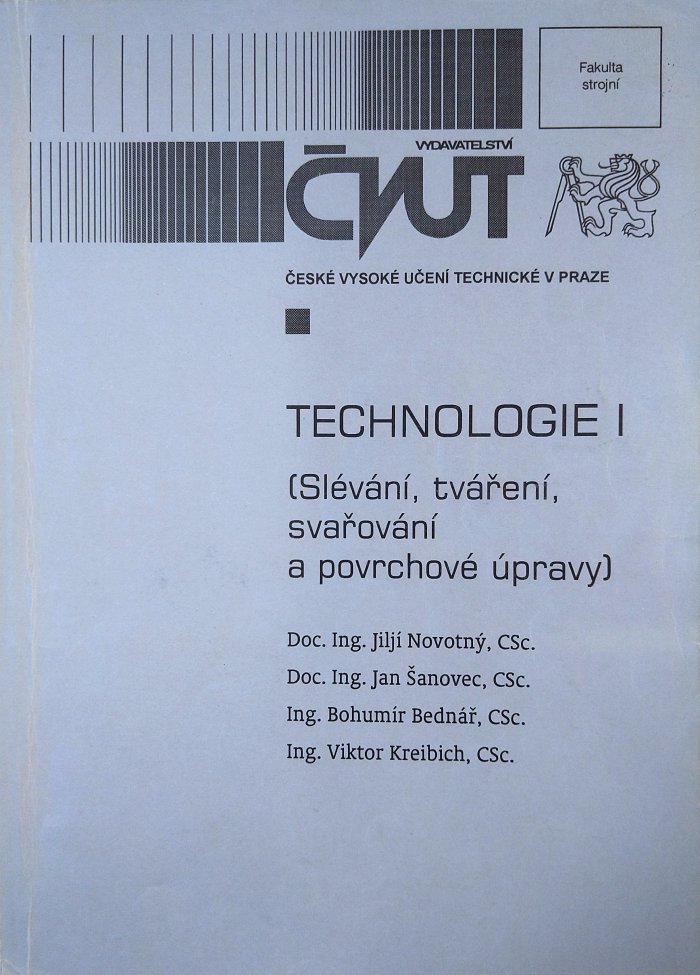 Fakulta
strojní
VYDAVATELSTVÍ
ČVUT
ČESKÉ VYSOKÉ UČENÍ TECHNICKÉ V PRAZE
TECHNOLOGIE I
(Slévání, tváření,
svařování
a povrchové úpravy)
Doc. Ing. Jiljí Novotný, CSc.
Doc. Ing. Jan Šanovec, CSc.
Ing. Bohumír Bednář, CSc.
Ing. Viktor Kreibich, CSc.